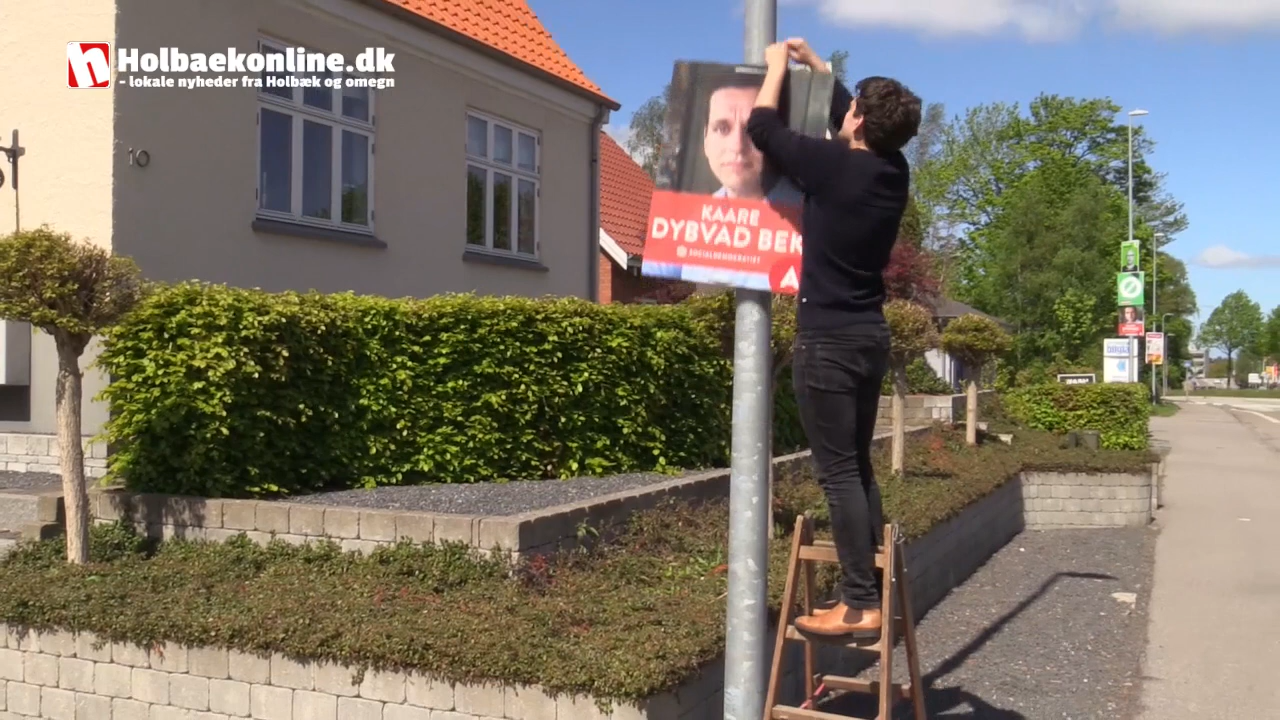 Holbaekonline.dk
- lokale nyheder fra Holbæk og omegn
10
KAARE
DYBVAD BEK
SOCIALDEMOKRATIET
A